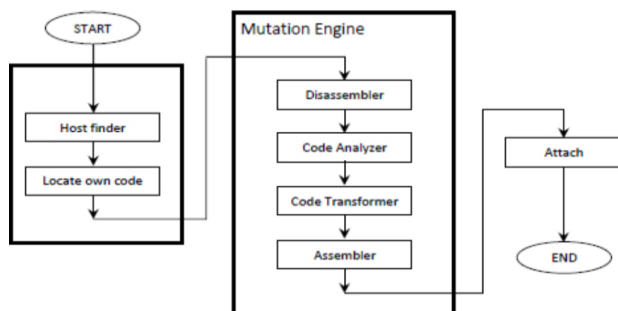 START
Host finder
Locate own code
Mutation Engine
Disassembler
Code Analyzer
Code Transformer
Assembler
Attach
END